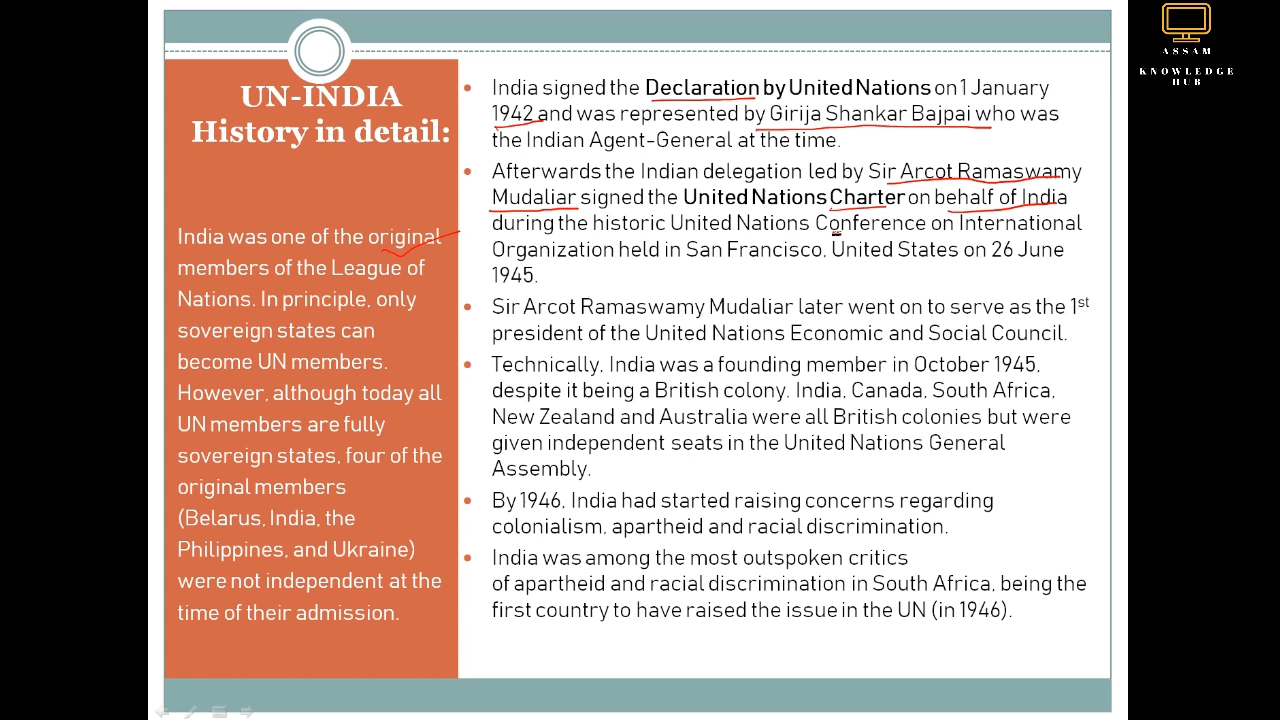 UN-INDIA
History in detail:
India was one of the original
members of the League of
Nations. In principle, only
sovereign states can
become UN members.
However, although today all
UN members are fully
sovereign states, four of the
original members
(Belarus, India, the
Philippines, and Ukraine)
were not independent at the
time of their admission.
India signed the Declaration by United Nations on 1 January
1942 and was represented by Girija Shankar Bajpai who was
the Indian Agent-General at the time.
Afterwards the Indian delegation led by Sir Arcot Ramaswamy
Mudaliar signed the United Nations Charter on behalf of India
during the historic United Nations Conference on International
Organization held in San Francisco, United States on 26 June
1945.
Sir Arcot Ramaswamy Mudaliar later went on to serve as the 1st
president of the United Nations Economic and Social Council.
Technically, India was a founding member in October 1945,
despite it being a British colony. India, Canada, South Africa,
New Zealand and Australia were all British colonies but were
given independent seats in the United Nations General
Assembly.
By 1946, India had started raising concerns regarding
colonialism, apartheid and racial discrimination.
India was among the most outspoken critics
of apartheid and racial discrimination in South Africa, being the
first country to have raised the issue in the UN (in 1946).
ASSAM
KNOWLEDGE
HUB